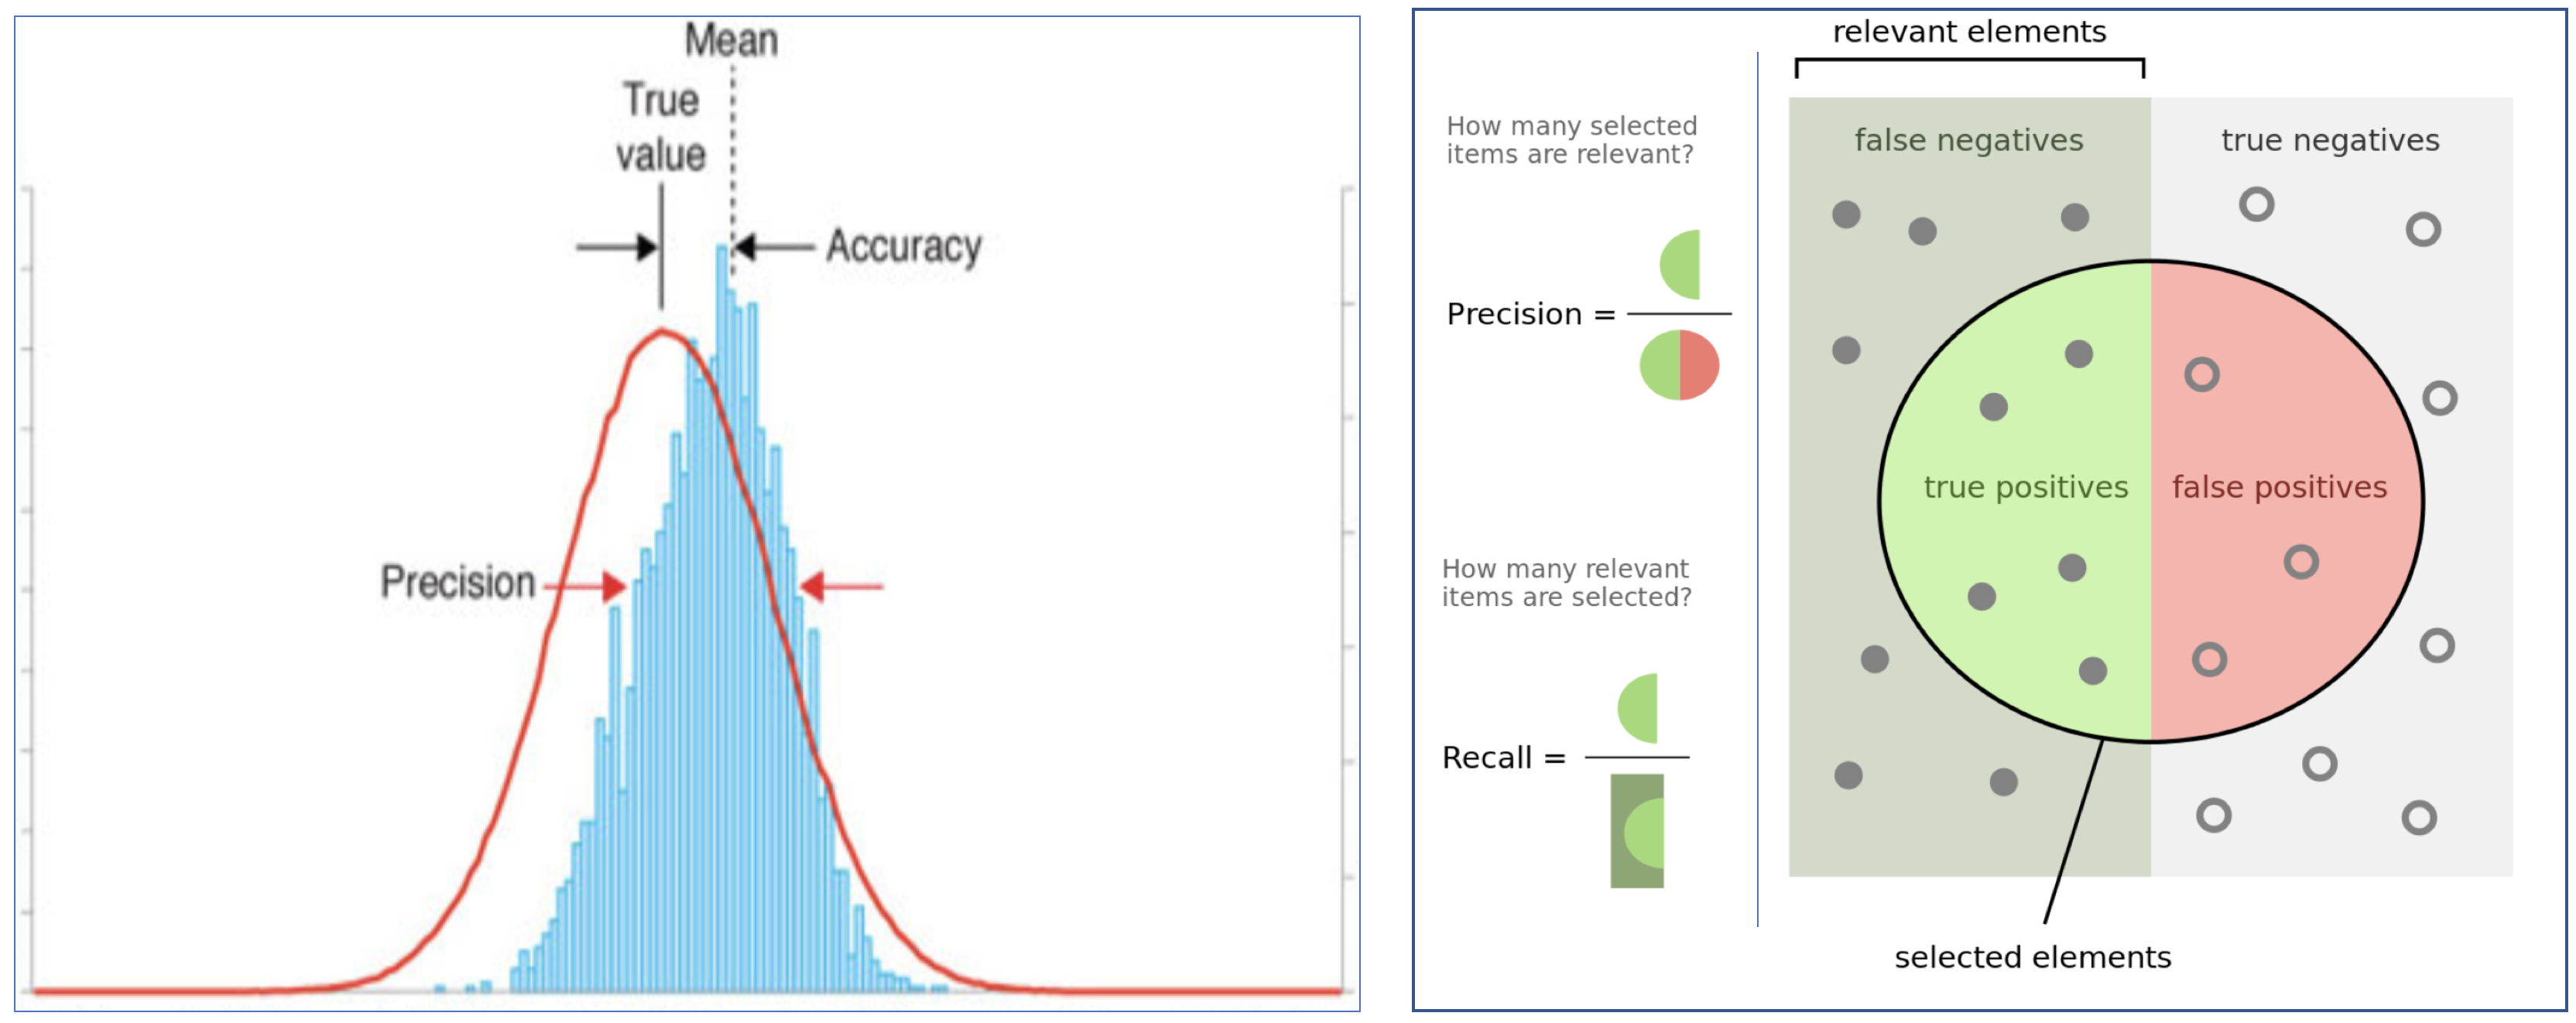 Mean
True
value
Accuracy
Precision
relevant elements
How many selected
items are relevant?
false negatives
true negatives
Precision =
true positives
false positives
How many relevant
items are selected?
Recall =
selected elements